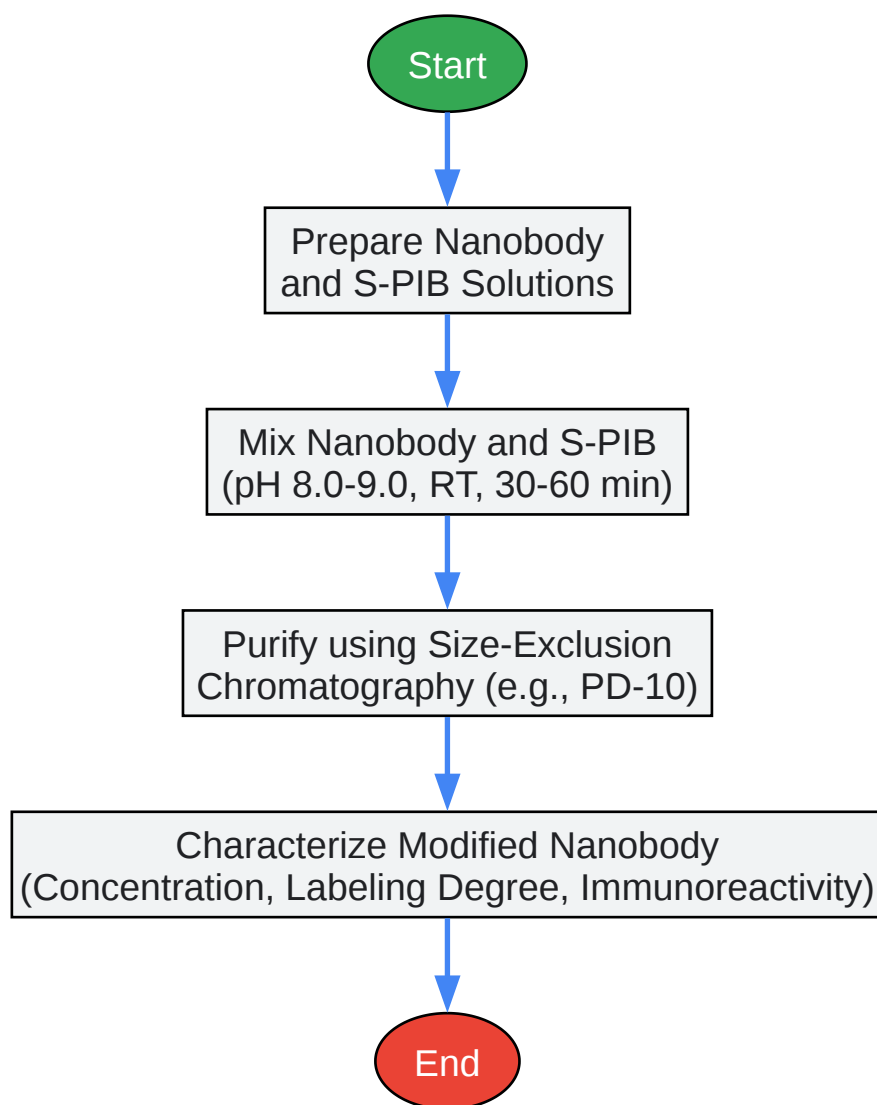 Start
Prepare Nanobody
and S-PIB Solutions
Mix Nanobody and S-PIB
(pH 8.0-9.0, RT, 30-60 min)
Purify using Size-Exclusion
Chromatography (e.g., PD-10)
Characterize Modified Nanobody
(Concentration, Labeling Degree, Immunoreactivity)
End